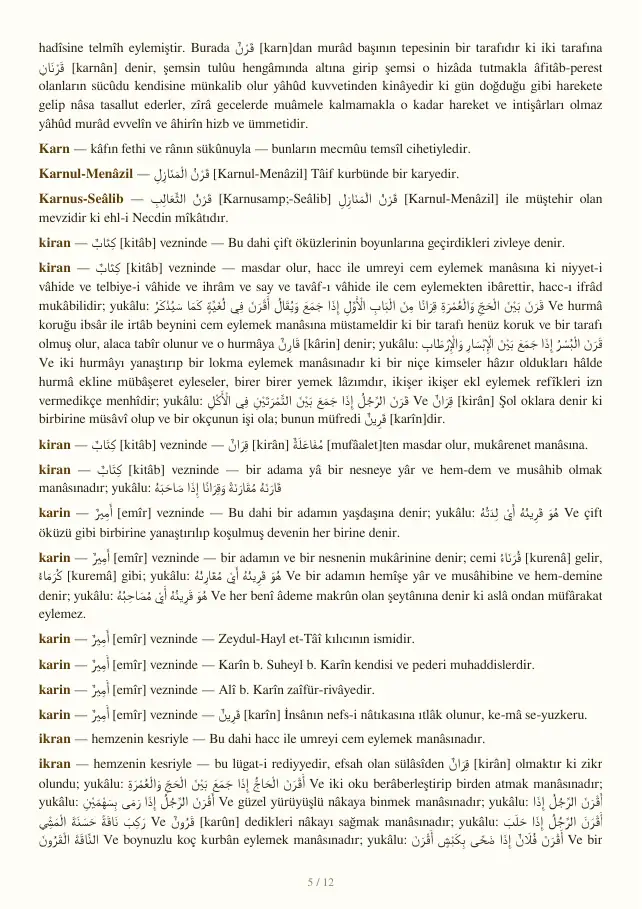 hadîsine telmîh eylemiştir. Burada قَرْنٌ [karn]dan murâd başının tepesinin bir tarafıdır ki iki tarafına
قَرْنَانِ [karnân] denir, şemsin tulûu hengâmında altına girip şemsi o hizâda tutmakla âfitâb-perest
olanların sücûdu kendisine münkalib olur yâhûd kuvvetinden kinâyedir ki gün doğduğu gibi harekete
gelip nâsa tasallut ederler, zîrâ gecelerde muâmele kalmamakla o kadar hareket ve intişârları olmaz
yâhûd murâd evvelîn ve âhirîn hizb ve ümmetidir.
Karn — kâfın fethi ve rânın sükûnuyla — bunların mecmûu temsîl cihetiyledir.
Karnul-Menâzil — قَرْنُ الْمَنَازِلِ [Karnul-Menâzil] Tâif kurbünde bir karyedir.
Karnus-Seâlib — قَرْنُ الثَّعَالِبِ [Karnusamp;-Seâlib] قَرْنُ الْمَنَازِلِ [Karnul-Menâzil] ile müştehir olan
mevzidir ki ehl-i Necdin mîkâtıdır.
kiran — كِتَابٌ [kitâb] vezninde — Bu dahi çift öküzlerinin boyunlarına geçirdikleri zivleye denir.
kiran — كِتَابٌ [kitâb] vezninde — masdar olur, hacc ile umreyi cem eylemek manâsına ki niyyet-i
vâhide ve telbiye-i vâhide ve ihrâm ve say ve tavâf-ı vâhide ile cem eylemekten ibârettir, hacc-ı ifrâd
mukâbilidir; yukâlu: قَرَنَ بَيْنَ الْحَجِّ وَالْعُمْرَةِ قِرَانًا مِنَ الْبَابِ الْأَوَّلِ إِذَا جَمَعَ وَيُقَالُ أَقْرَنَ فِي لُغَيَّةٍ كَمَا سَيُذْكَرُ Ve hurmâ
koruğu ibsâr ile irtâb beynini cem eylemek manâsına müstameldir ki bir tarafı henüz koruk ve bir tarafı
olmuş olur, alaca tabîr olunur ve o hurmâya قَارِنٌ [kârin] denir; yukâlu: قَرَنَ الْبُسْرُ إِذَا جَمَعَ بَيْنَ الْإِبْسَارِ وَالْإِرْطَابِ
Ve iki hurmâyı yanaştırıp bir lokma eylemek manâsınadır ki bir niçe kimseler hâzır oldukları hâlde
hurmâ ekline mübâşeret eyleseler, birer birer yemek lâzımdır, ikişer ikişer ekl eylemek refîkleri izn
vermedikçe menhîdir; yukâlu: قَرَنَ الرَّجُلُ إِذَا جَمَعَ بَيْنَ التَّمْرَتَيْنِ فِي الْأَكْلِ Ve قِرَانٌ [kirân] Şol oklara denir ki
birbirine müsâvî olup ve bir okçunun işi ola; bunun müfredi قَرِينٌ [karîn]dir.
kiran — كِتَابٌ [kitâb] vezninde — قِرَانٌ [kirân] مُفَاعَلَةٌ [mufâalet]ten masdar olur, mukârenet manâsına.
kiran — كِتَابٌ [kitâb] vezninde — bir adama yâ bir nesneye yâr ve hem-dem ve musâhib olmak
manâsınadır; yukâlu: قَارَنَهُ مُقَارَنَةً وَقِرَانًا إِذَا صَاحَبَهُ
karin — أَمِيرٌ [emîr] vezninde — Bu dahi bir adamın yaşdaşına denir; yukâlu: هُوَ قَرِينُهُ أَيْ لِدَتُهُ Ve çift
öküzü gibi birbirine yanaştırılıp koşulmuş devenin her birine denir.
karin — أَمِيرٌ [emîr] vezninde — bir adamın ve bir nesnenin mukârinine denir; cemi قُرَنَاءُ [kurenâ] gelir,
كُرَمَاءُ [kuremâ] gibi; yukâlu: هُوَ قَرِينُهُ أَيْ مُقَارِنُهُ Ve bir adamın hemîşe yâr ve musâhibine ve hem-demine
denir; yukâlu: هُوَ قَرِينُهُ أَيْ مُصَاحِبُهُ Ve her benî âdeme makrûn olan şeytânına denir ki aslâ ondan müfârakat
eylemez.
karin — أَمِيرٌ [emîr] vezninde — Zeydul-Hayl et-Tâî kılıcının ismidir.
karin — أَمِيرٌ [emîr] vezninde — Karîn b. Suheyl b. Karîn kendisi ve pederi muhaddislerdir.
karin — أَمِيرٌ [emîr] vezninde — Alî b. Karîn zaîfür-rivâyedir.
karin — أَمِيرٌ [emîr] vezninde — قَرِينٌ [karîn] İnsânın nefs-i nâtıkasına ıtlâk olunur, ke-mâ se-yuzkeru.
ikran — hemzenin kesriyle — Bu dahi hacc ile umreyi cem eylemek manâsınadır.
ikran — hemzenin kesriyle — bu lügat-i rediyyedir, efsah olan sülâsîden قِرَانٌ [kirân] olmaktır ki zikr
olundu; yukâlu: أَقْرَنَ الْحَاجُّ إِذَا جَمَعَ بَيْنَ الْحَجِّ وَالْعُمْرَةِ Ve iki oku berâberleştirip birden atmak manâsınadır;
yukâlu: أَقْرَنَ الرَّجُلُ إِذَا رَمَى بِسَهْمَيْنِ Ve güzel yürüyüşlü nâkaya binmek manâsınadır; yukâlu: أَقْرَنَ الرَّجُلُ إِذَا
رَكِبَ نَاقَةً حَسَنَةَ الْمَشْيِ Ve قَرُونٌ [karûn] dedikleri nâkayı sağmak manâsınadır; yukâlu: أَقْرَنَ الرَّجُلُ إِذَا حَلَبَ
النَّاقَةَ الْقَرُونَ Ve boynuzlu koç kurbân eylemek manâsınadır; yukâlu: أَقْرَنَ فُلَانٌ إِذَا ضَحَّى بِكَبْشٍ أَقْرَنَ Ve bir
5 / 12